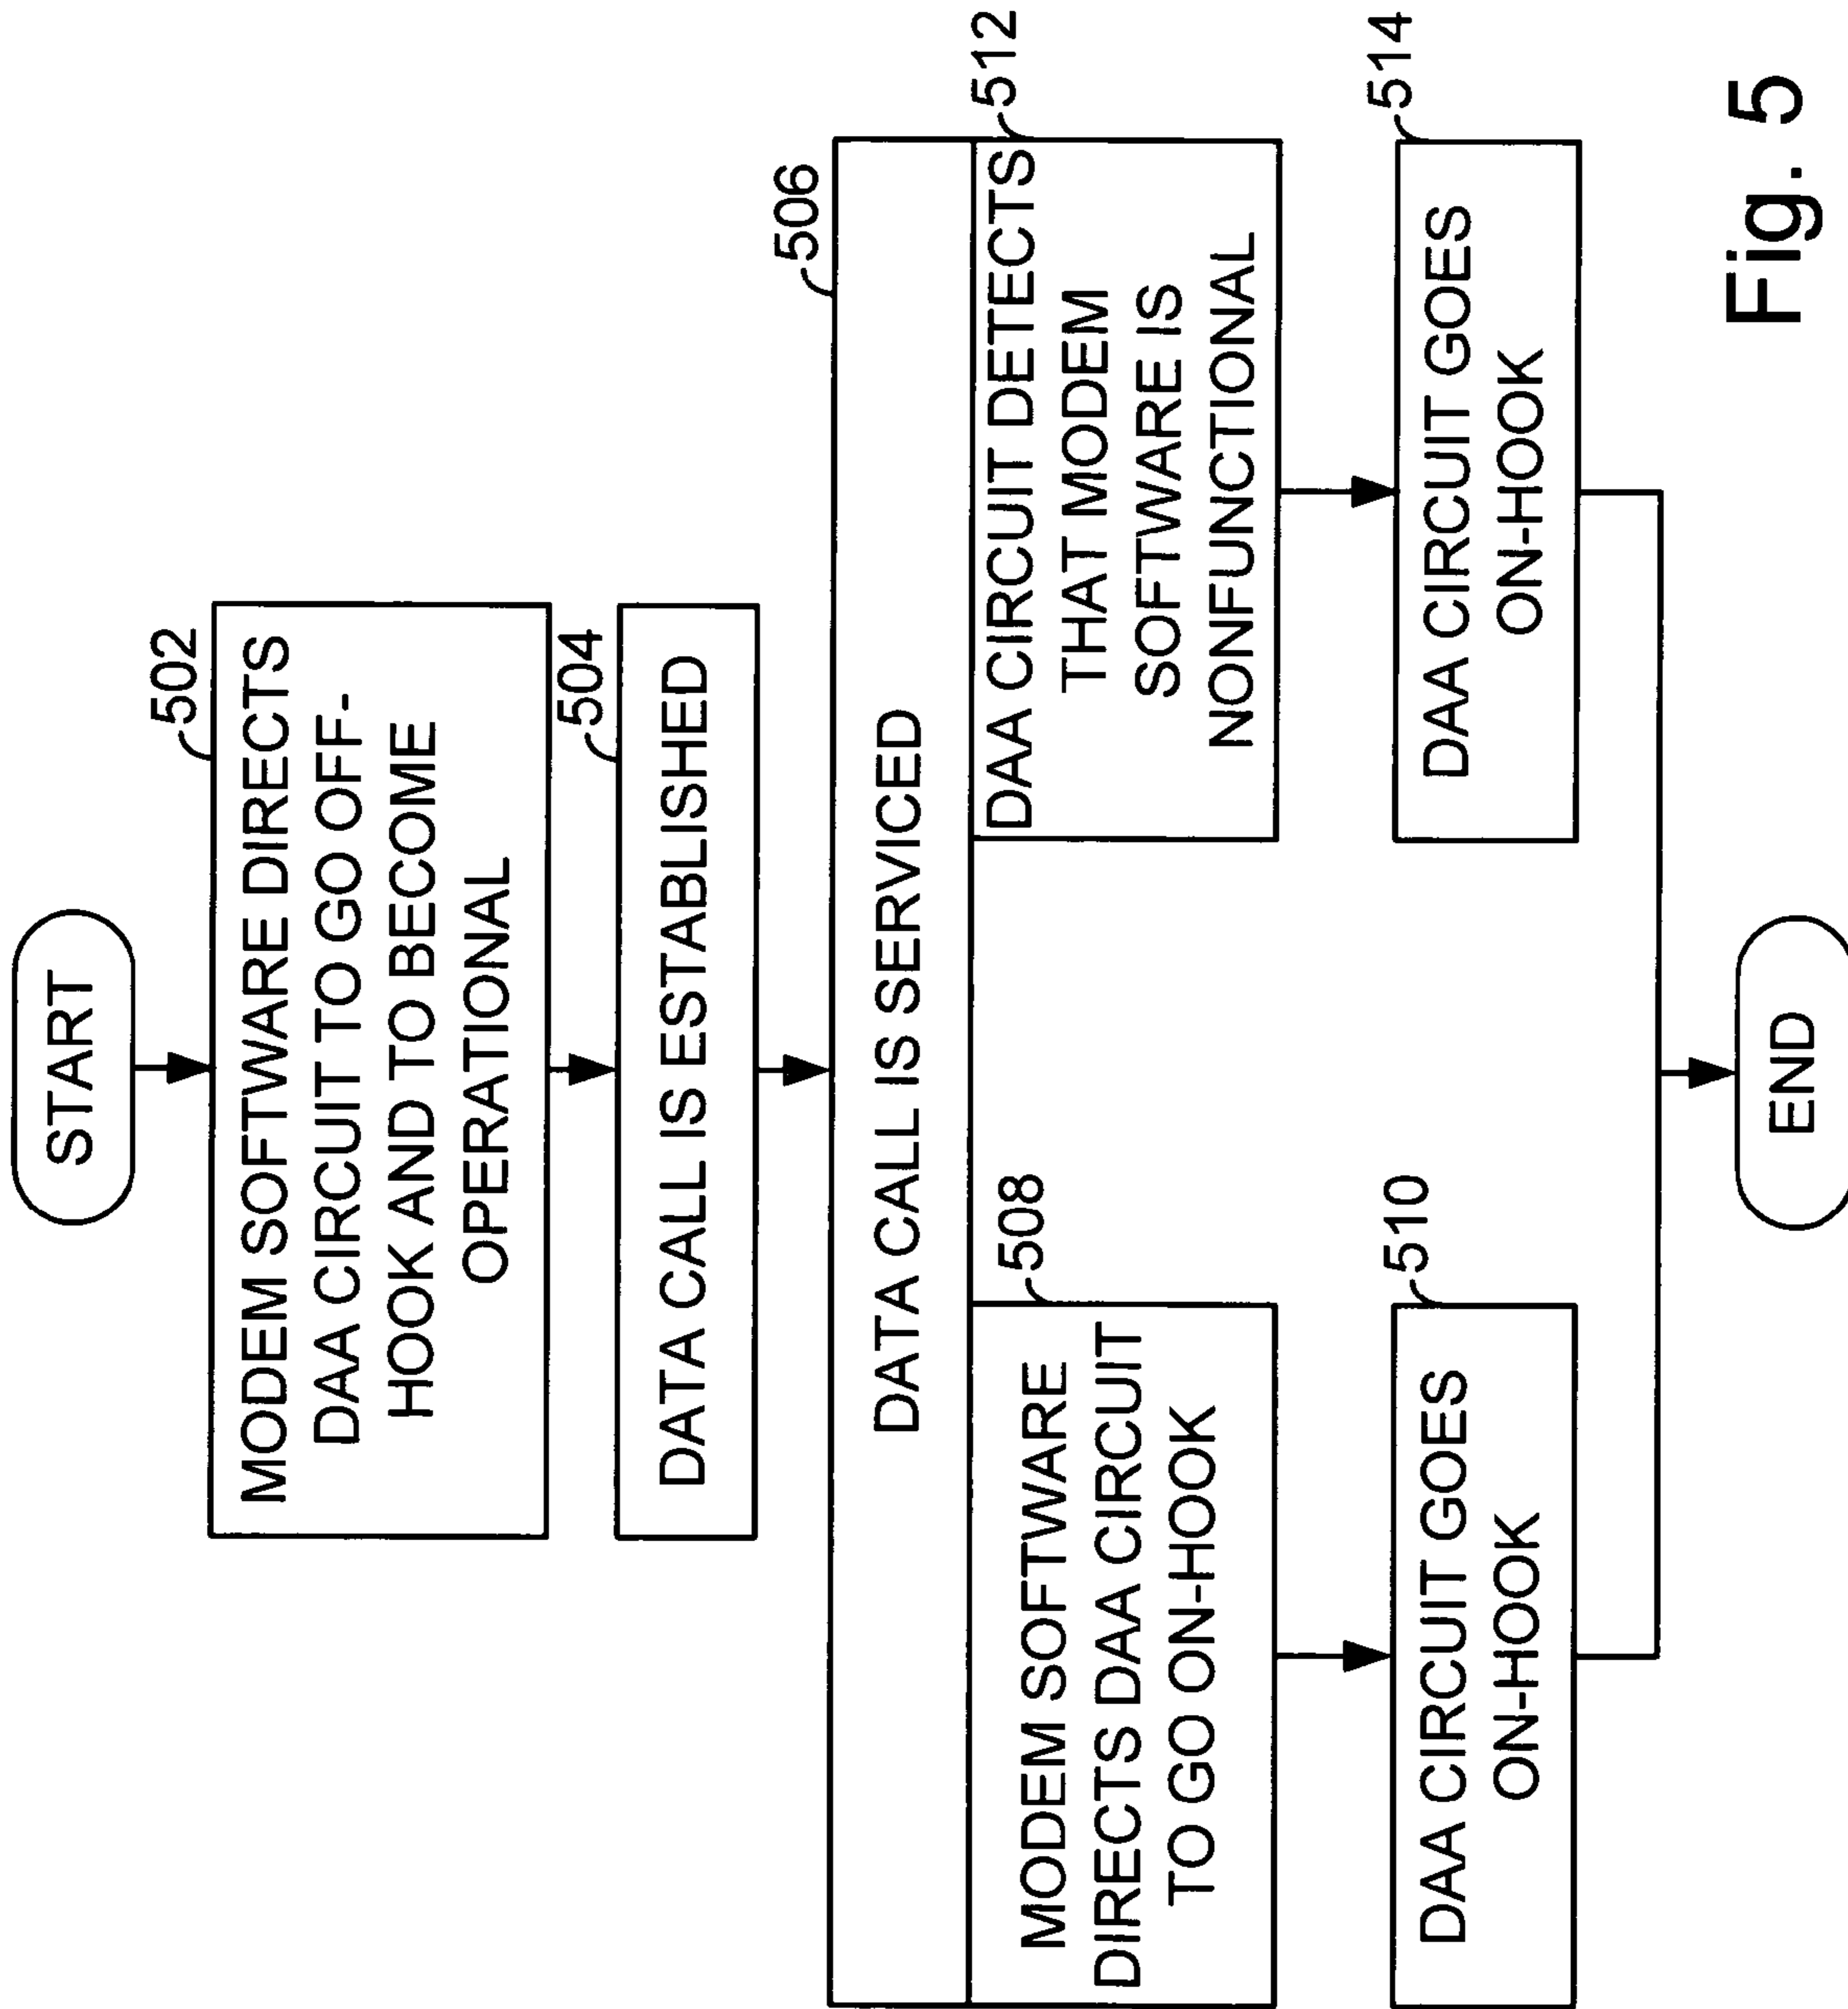 START
502
MODEM SOFTWARE DIRECTS
DAA CIRCUIT TO GO OFF-
HOOK AND TO BECOME
OPERATIONAL
504
DATA CALL IS ESTABLISHED
506
DATA CALL IS SERVICED
508
MODEM SOFTWARE
DIRECTS DAA CIRCUIT
TO GO ON-HOOK
512
DAA CIRCUIT DETECTS
THAT MODEM
SOFTWARE IS
NONFUNCTIONAL
510
DAA CIRCUIT GOES
ON-HOOK
514
DAA CIRCUIT GOES
ON-HOOK
END
Fig. 5